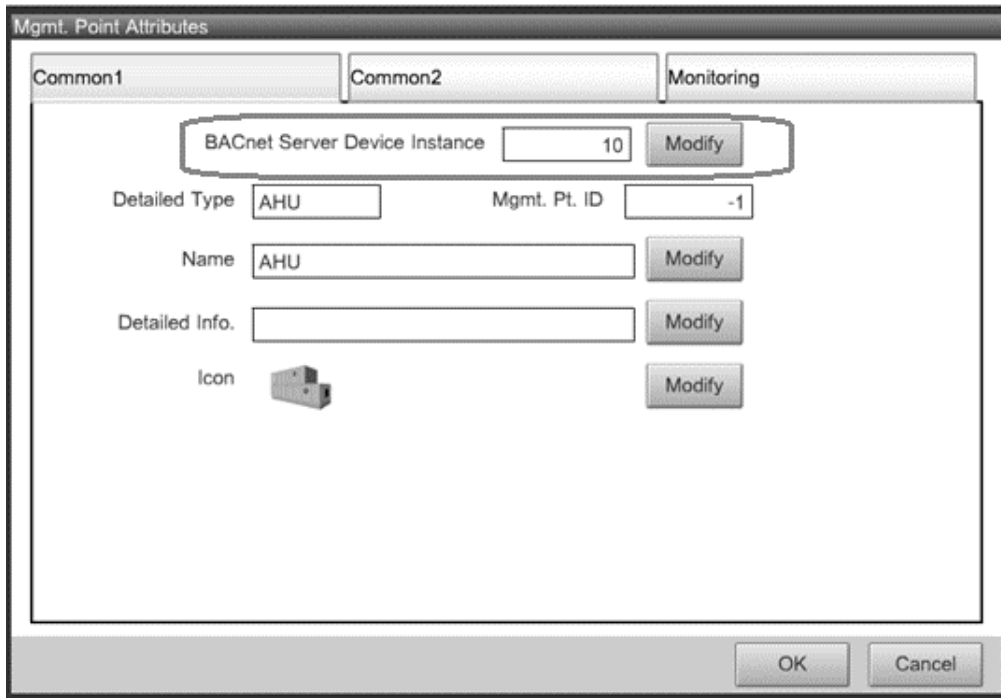 Mgmt. Point Attributes
Common1 Common2 Monitoring
BACnet Server Device Instance 10 Modify
Detailed Type AHU Mgmt. Pt. ID -1
Name AHU Modify
Detailed Info. Modify
Icon Modify
OK Cancel